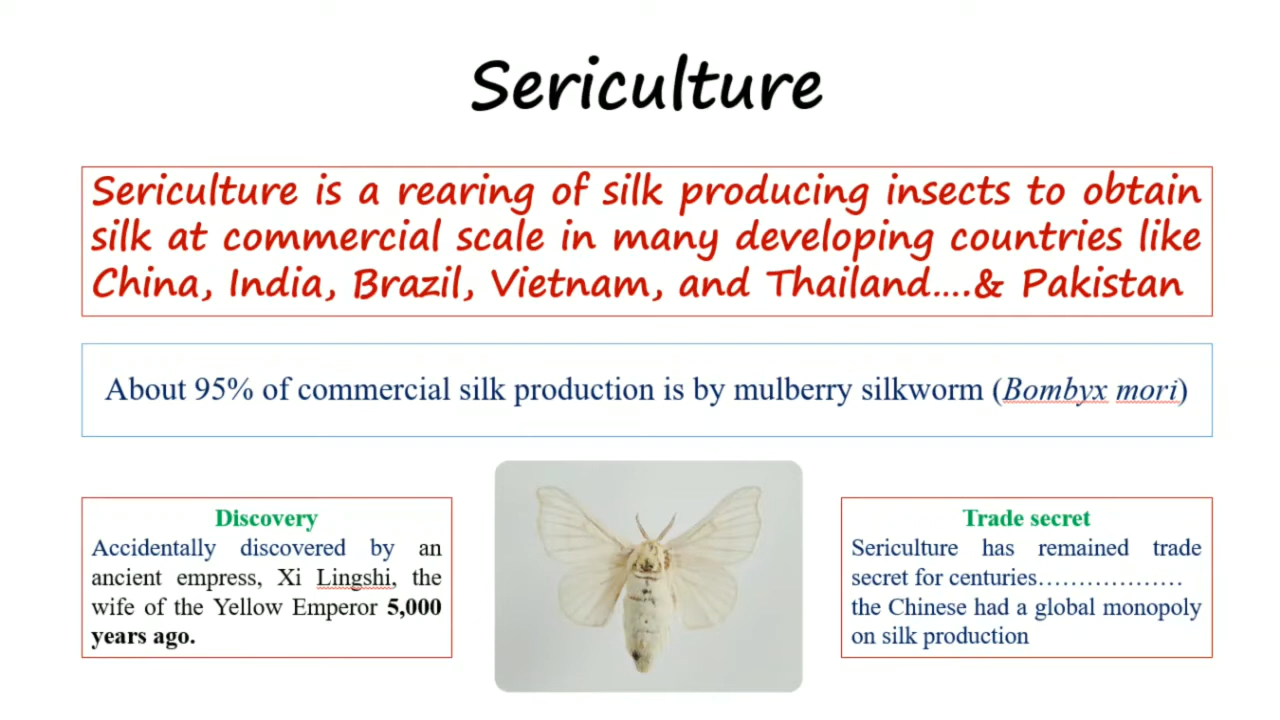 Sericulture
Sericulture is a rearing of silk producing insects to obtain
silk at commercial scale in many developing countries like
China, India, Brazil, Vietnam, and Thailand....& Pakistan
About 95% of commercial silk production is by mulberry silkworm (Bombyx mori)
Discovery
Accidentally discovered by an
ancient empress, Xi Lingshi, the
wife of the Yellow Emperor 5,000
years ago.
Trade secret
Sericulture has remained trade
secret for centuries………………
the Chinese had a global monopoly
on silk production